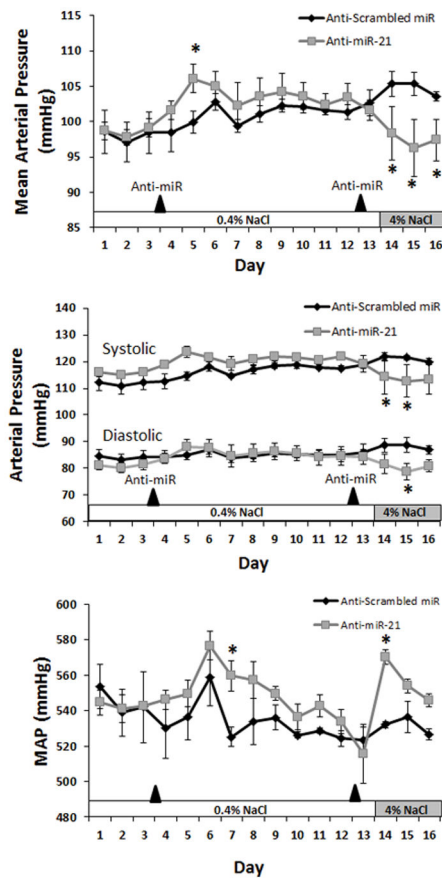 Anti-Scrambled miR
Anti-miR-21
Mean Arterial Pressure
(mmHg)
115
110
105
100
95
90
85
*
* * *
Anti-miR Anti-miR
0.4% NaCl 4% NaCl
1 2 3 4 5 6 7 8 9 10 11 12 13 14 15 16
Day
Anti-Scrambled miR
Anti-miR-21
Arterial Pressure
(mmHg)
140
130
120
110
100
90
80
70
60
Systolic
* *
Diastolic
*
Anti-miR Anti-miR
0.4% NaCl 4% NaCl
1 2 3 4 5 6 7 8 9 10 11 12 13 14 15 16
Day
Anti-Scrambled miR
Anti-miR-21
MAP (mmHg)
600
580
560
540
520
500
480
* *
0.4% NaCl 4% NaCl
1 2 3 4 5 6 7 8 9 10 11 12 13 14 15 16
Day